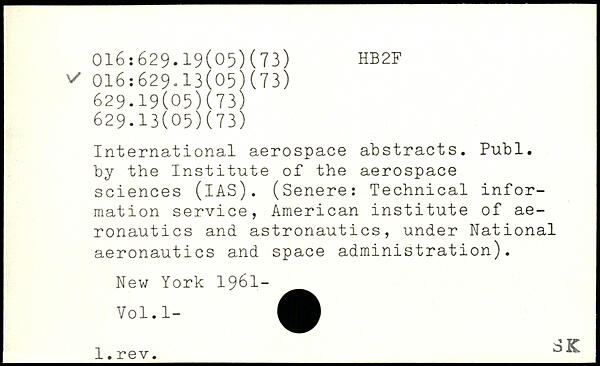 016:629.19(05)(73) HB2F
✓ 016:629.13(05)(73)
629.19(05)(73)
629.13(05)(73)
International aerospace abstracts. Publ.
by the Institute of the aerospace
sciences (IAS). (Senere: Technical infor-
mation service, American institute of ae-
ronautics and astronautics, under National
aeronautics and space administration).
New York 1961-
Vol.1-
1.rev.
SK